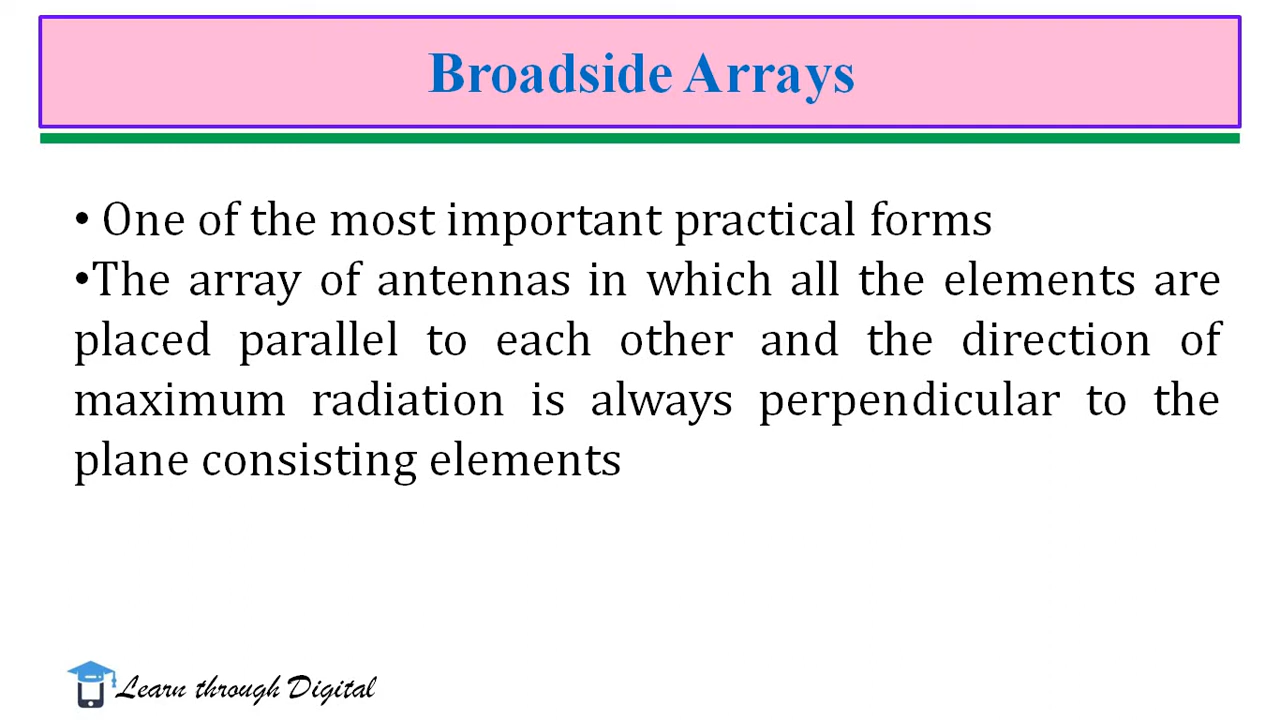 Broadside Arrays
• One of the most important practical forms
•The array of antennas in which all the elements are
placed parallel to each other and the direction of
maximum radiation is always perpendicular to the
plane consisting elements
Learn through Digital